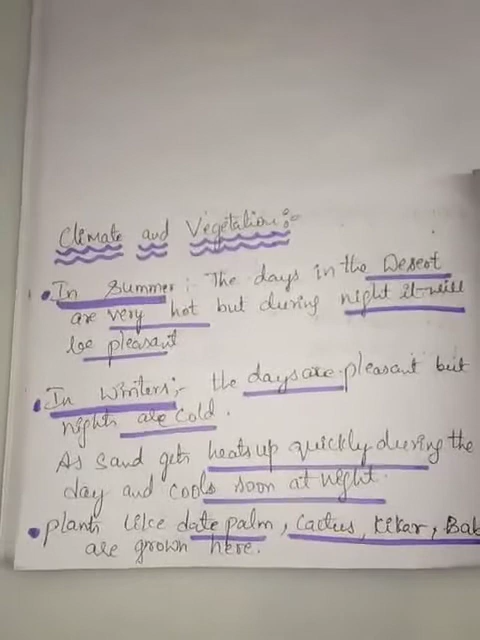 Climate and Vegetation:-
In Summer:- The days in the Desert
are very hot but during night it will
be pleasant
In Winters:- the days are pleasant but
nights are cold.
As sand gets heats up quickly during the
day and cools soon at night.
plants like date palm, Cactus, Kikar, Bab
are grown here.